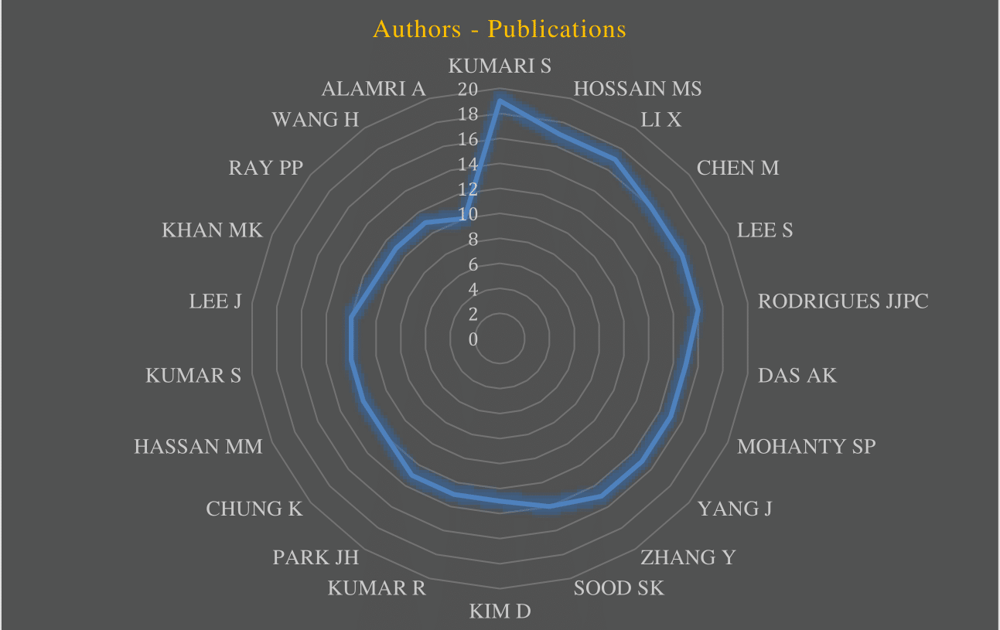 Authors - Publications
KUMARI S
HOSSAIN MS
LI X
CHEN M
LEE S
RODRIGUES JJPC
DAS AK
MOHANTY SP
YANG J
ZHANG Y
SOOD SK
KIM D
KUMAR R
PARK JH
CHUNG K
HASSAN MM
KUMAR S
LEE J
KHAN MK
RAY PP
WANG H
ALAMRI A
20
18
16
14
12
10
8
6
4
2
0